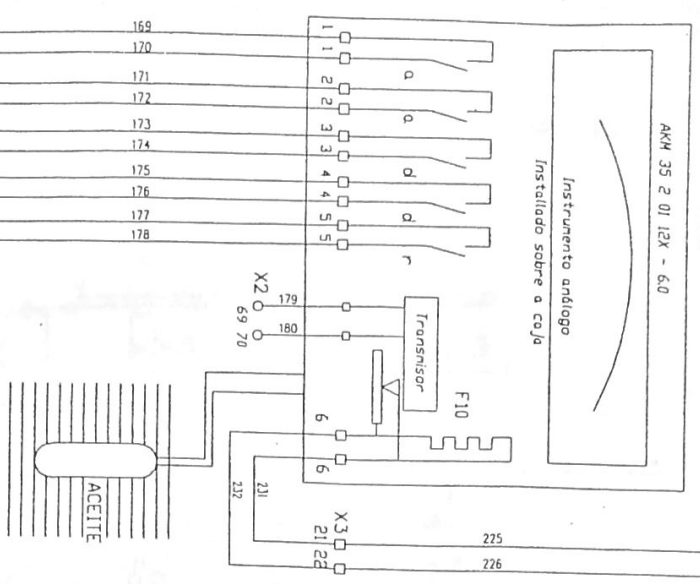 169
170
171
172
173
174
175
176
177
178
1
1
2
2
3
3
4
4
5
5
a
a
d
d
r
AKM 35 2 01 12X - 6.0
Instrumento análogo
Installado sobre a caja
X2
69 70
179
180
Transmisor
F10
6
6
232
231
X3
21 22
225
226
ACEITE